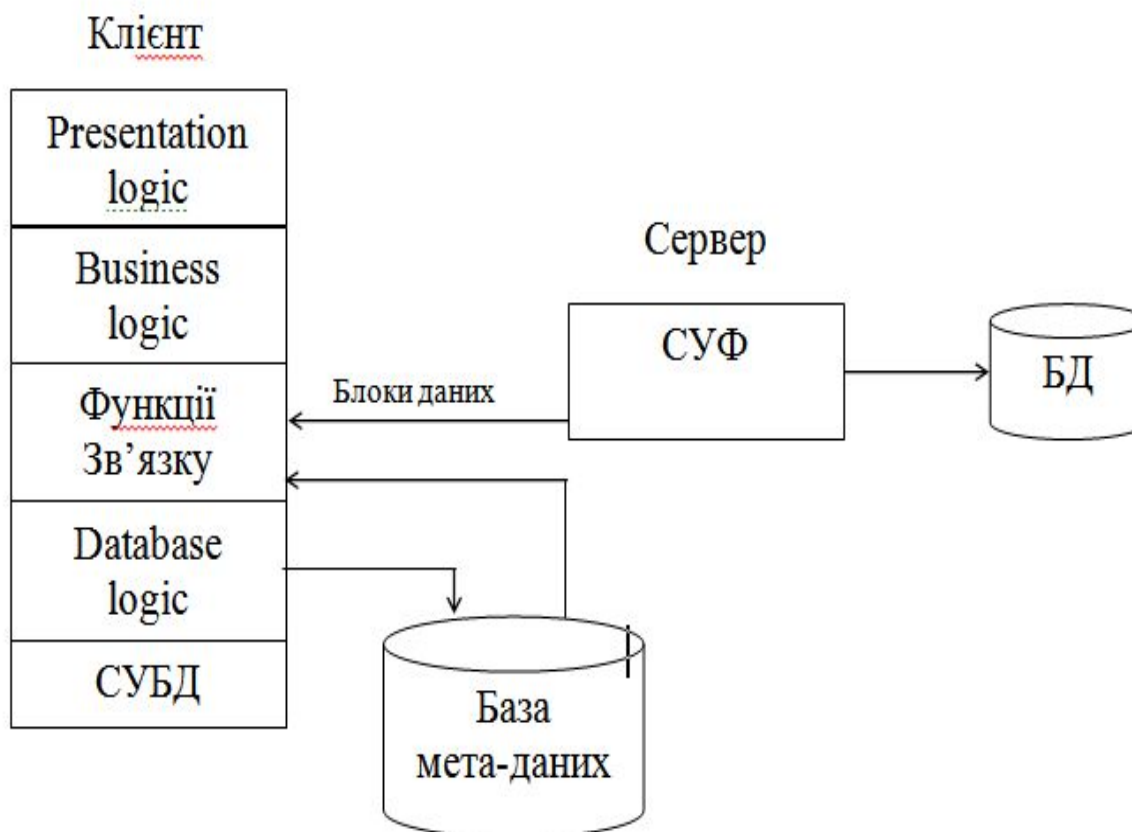 Клієнт
Presentation
logic
Business
logic
Функції
Зв’язку
Database
logic
СУБД
Блоки даних
Сервер
СУФ
БД
База
мета-даних